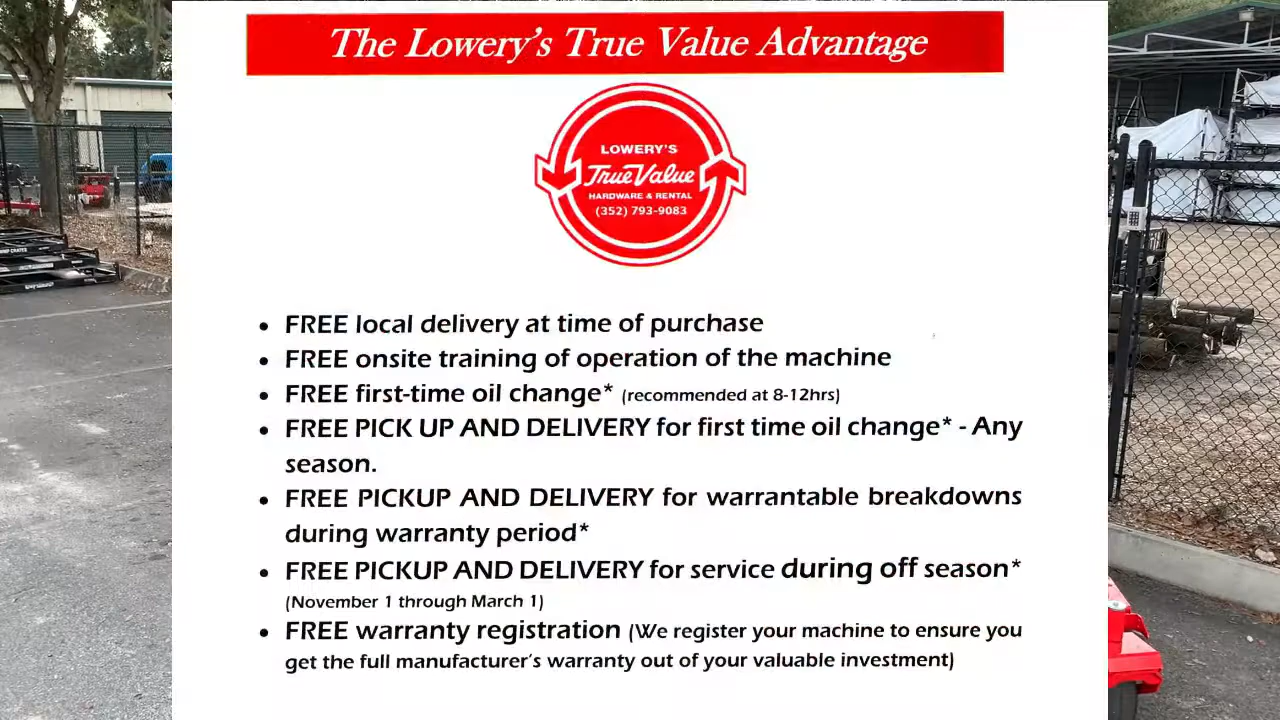 The Lowery's True Value Advantage
LOWERY'S
True Value
HARDWARE & RENTAL
(352) 793-9083
• FREE local delivery at time of purchase
• FREE onsite training of operation of the machine
• FREE first-time oil change* (recommended at 8-12hrs)
• FREE PICK UP AND DELIVERY for first time oil change* - Any
season.
• FREE PICKUP AND DELIVERY for warrantable breakdowns
during warranty period*
• FREE PICKUP AND DELIVERY for service during off season*
(November 1 through March 1)
• FREE warranty registration (We register your machine to ensure you
get the full manufacturer's warranty out of your valuable investment)